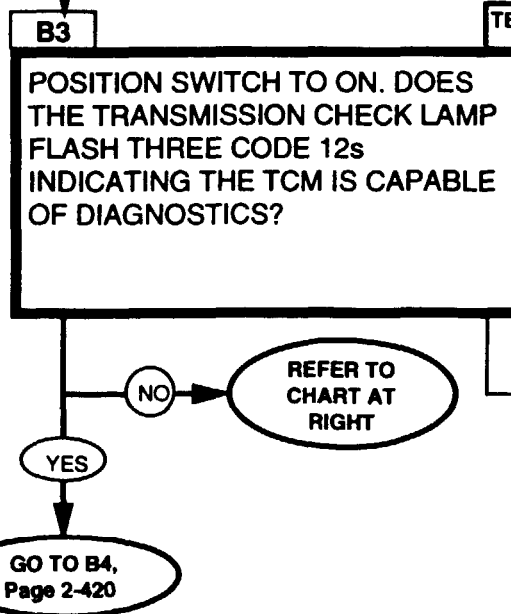 B3
TE
POSITION SWITCH TO ON. DOES
THE TRANSMISSION CHECK LAMP
FLASH THREE CODE 12s
INDICATING THE TCM IS CAPABLE
OF DIAGNOSTICS?
NO
REFER TO
CHART AT
RIGHT
YES
GO TO B4,
Page 2-420